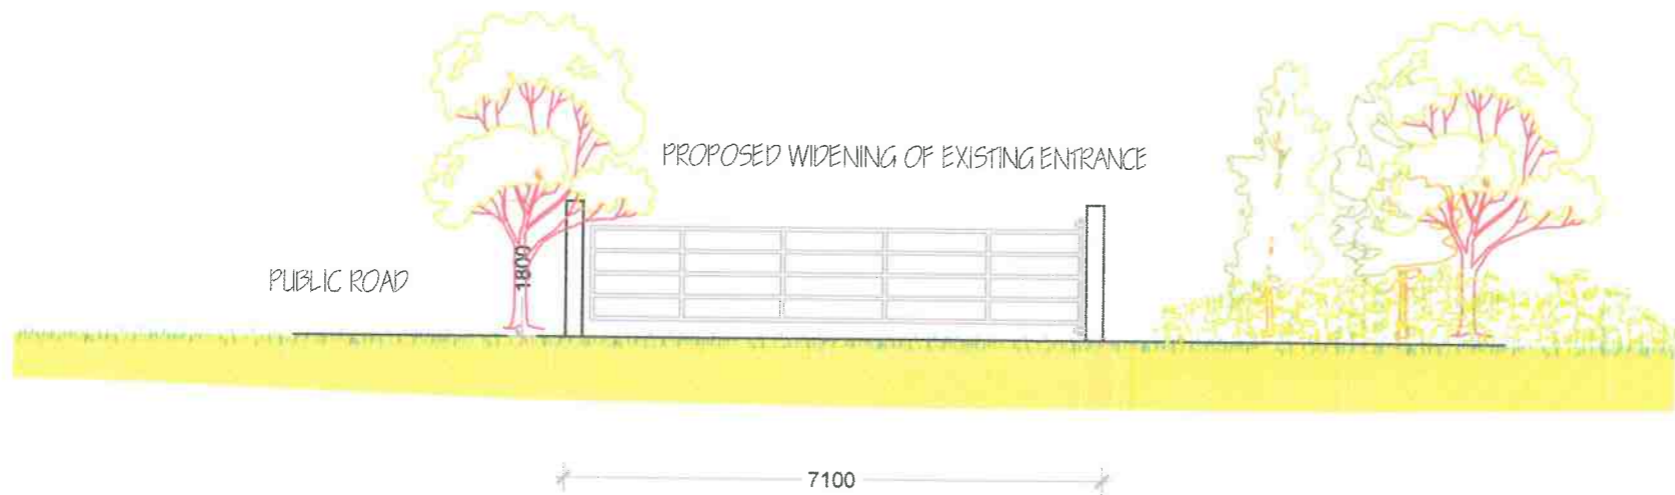 PROPOSED WIDENING OF EXISTING ENTRANCE
PUBLIC ROAD
1800
7100